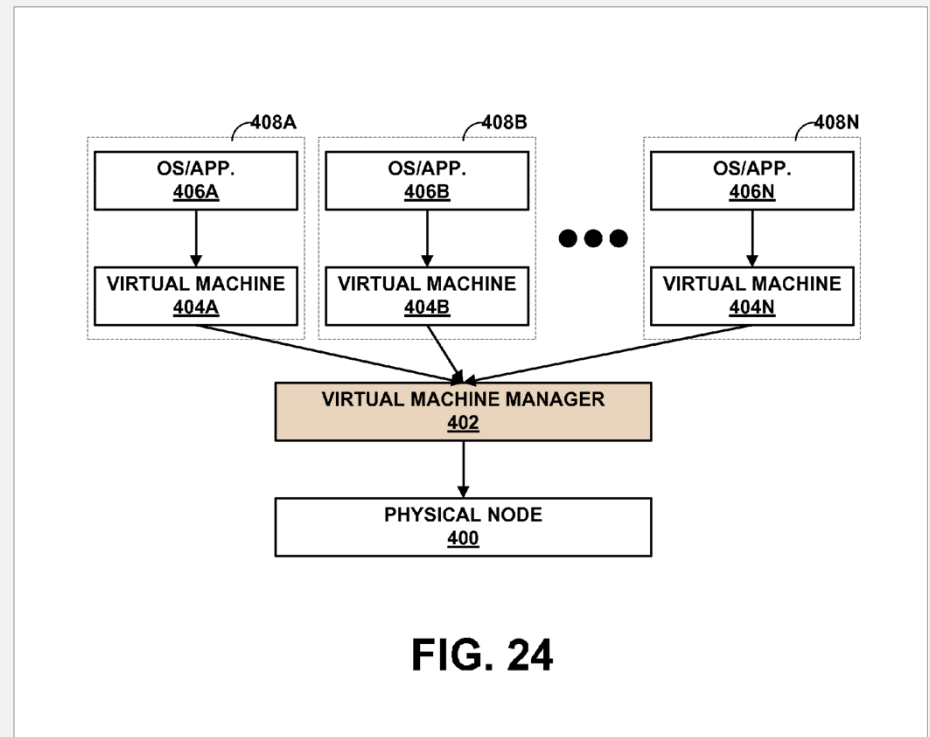 408A
408B
408N
OS/APP.
406A
OS/APP.
406B
OS/APP.
406N
VIRTUAL MACHINE
404A
VIRTUAL MACHINE
404B
VIRTUAL MACHINE
404N
VIRTUAL MACHINE MANAGER
402
PHYSICAL NODE
400
FIG. 24